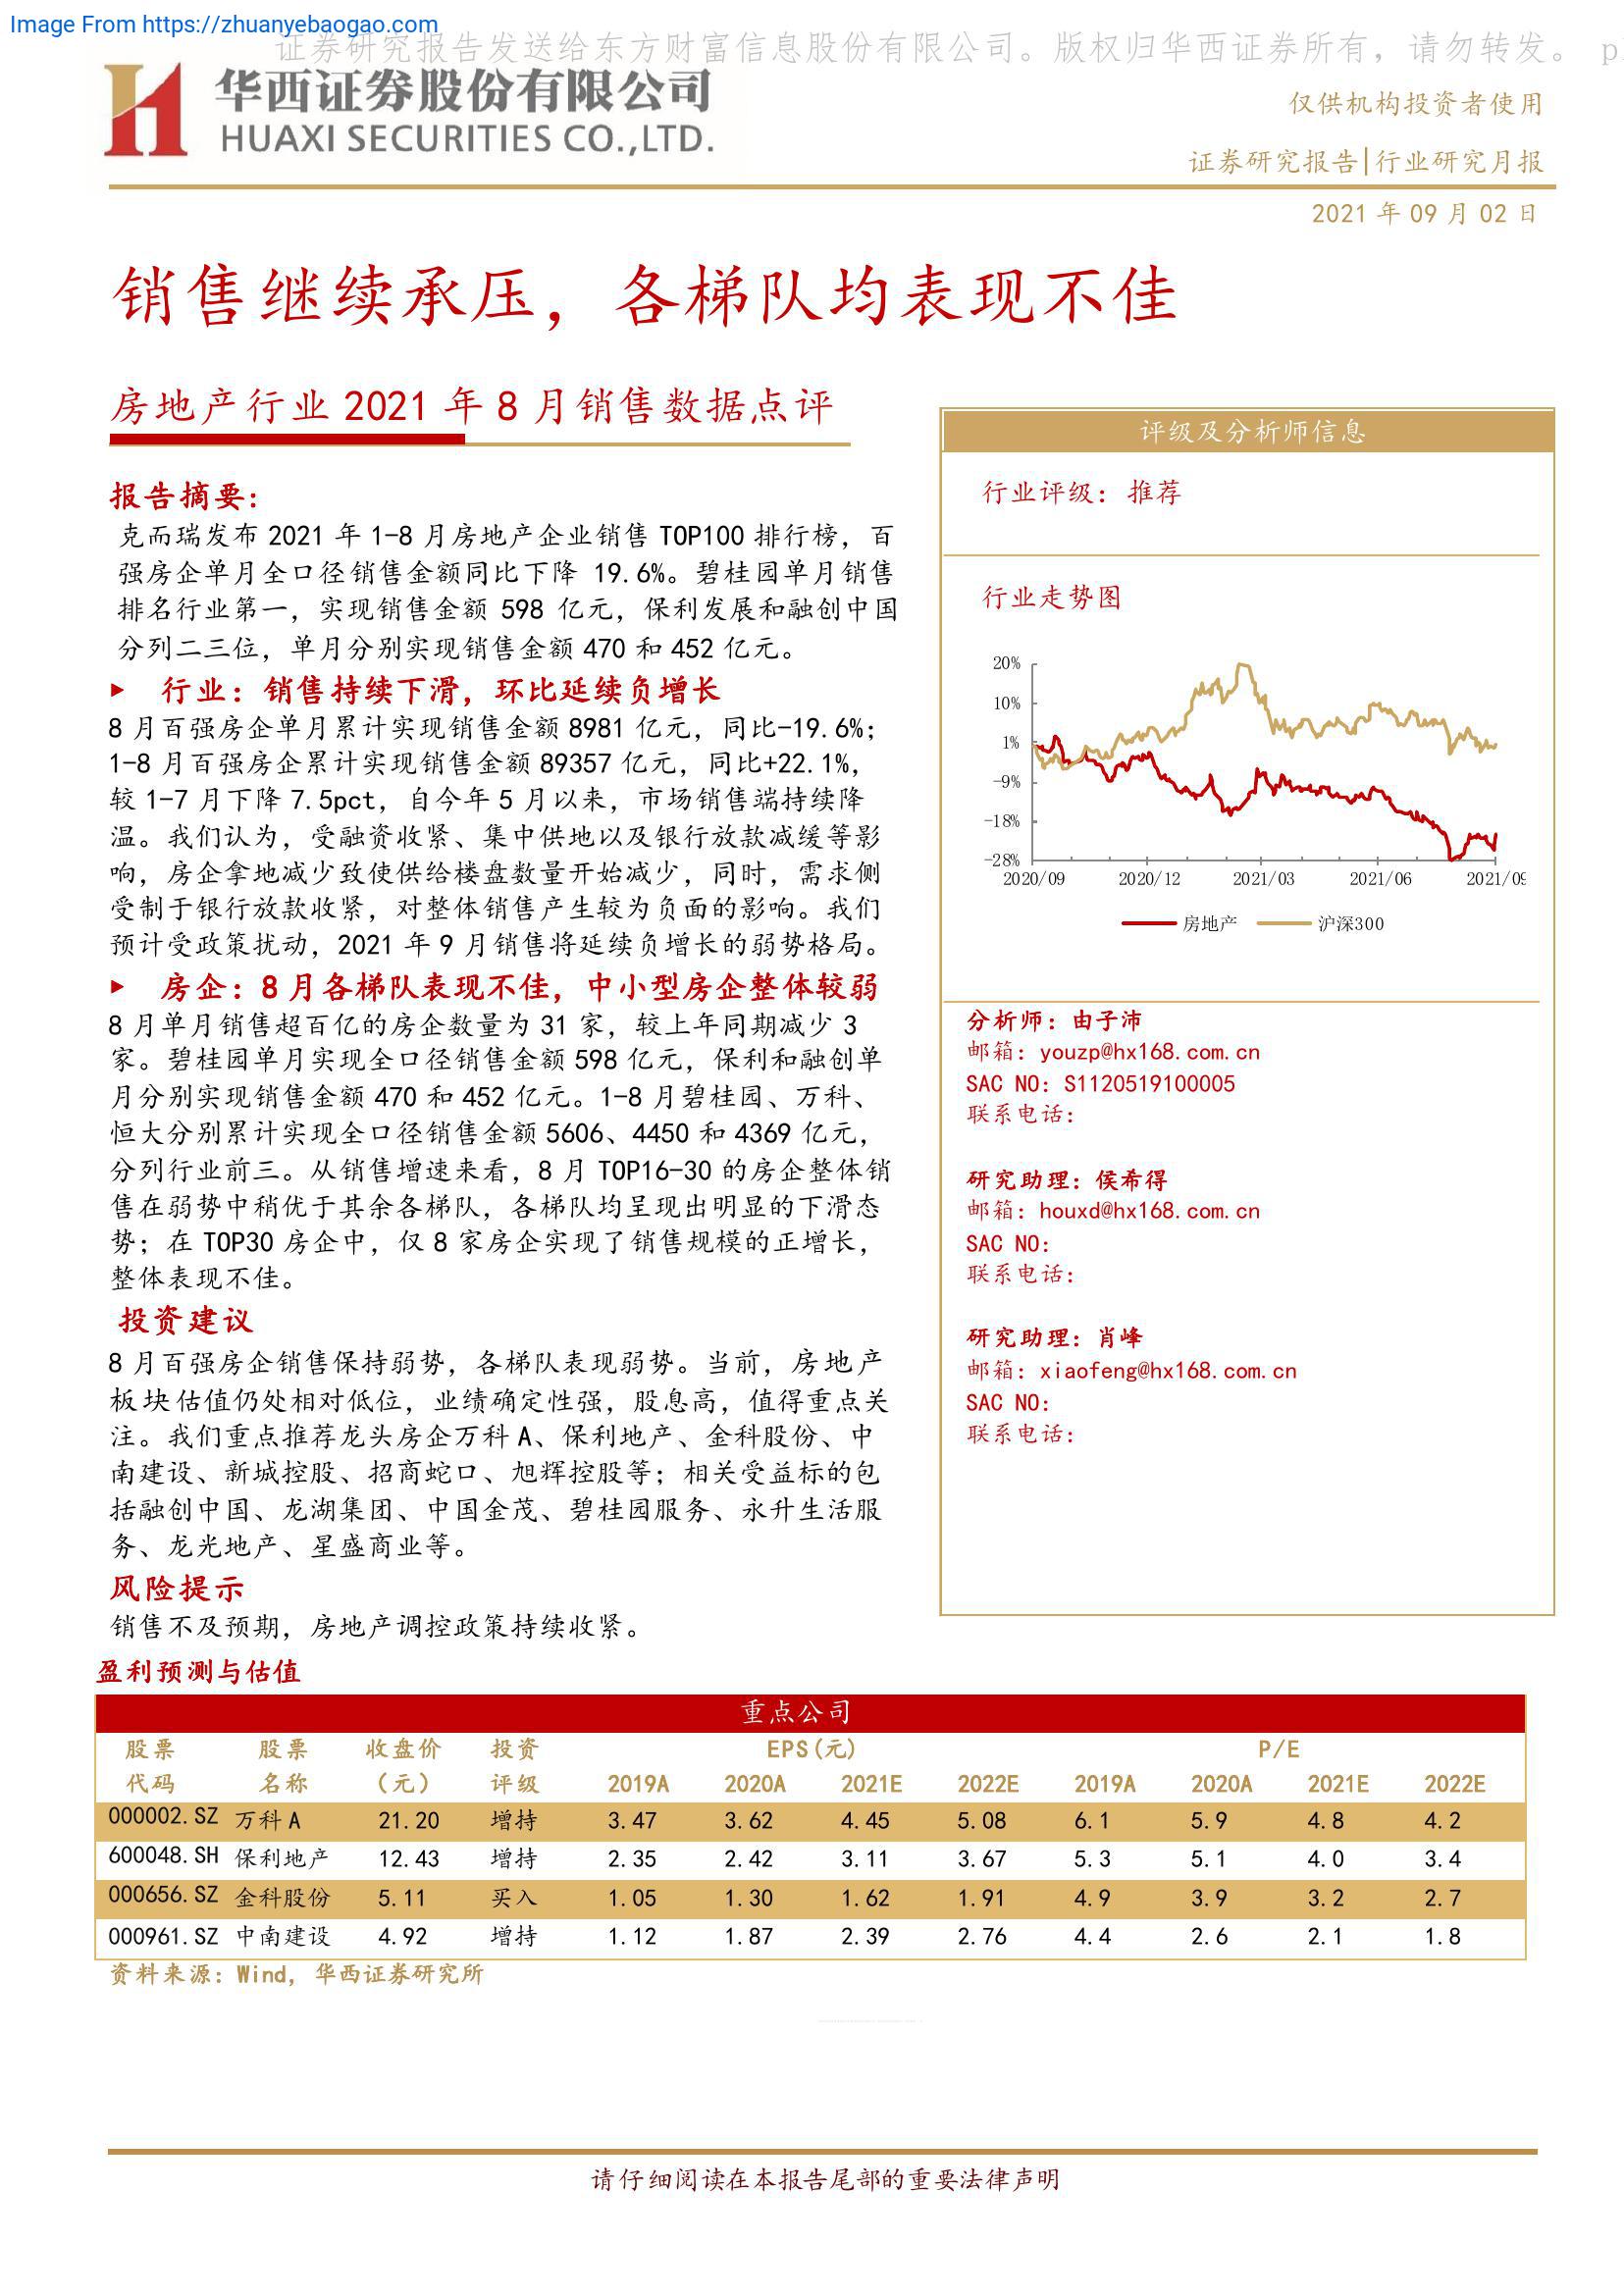 Image From https://zhuanyebaogao.com
证券研究报告发送给东方财富信息股份有限公司。版权归华西证券所有，请勿转发。 p
华西证券股份有限公司
HUAXI SECURITIES CO.,LTD.
仅供机构投资者使用
证券研究报告|行业研究月报
2021 年 09 月 02 日
销售继续承压，各梯队均表现不佳
房地产行业 2021 年 8 月销售数据点评
报告摘要：
克而瑞发布 2021 年 1-8 月房地产企业销售 TOP100 排行榜，百
强房企单月全口径销售金额同比下降 19.6%。碧桂园单月销售
排名行业第一，实现销售金额 598 亿元，保利发展和融创中国
分列二三位，单月分别实现销售金额 470 和 452 亿元。
► 行业：销售持续下滑，环比延续负增长
8 月百强房企单月累计实现销售金额 8981 亿元，同比-19.6%；
1-8 月百强房企累计实现销售金额 89357 亿元，同比+22.1%，
较 1-7 月下降 7.5pct，自今年 5 月以来，市场销售端持续降
温。我们认为，受融资收紧、集中供地以及银行放款减缓等影
响，房企拿地减少致使供给楼盘数量开始减少，同时，需求侧
受制于银行放款收紧，对整体销售产生较为负面的影响。我们
预计受政策扰动，2021 年 9 月销售将延续负增长的弱势格局。
► 房企：8 月各梯队表现不佳，中小型房企整体较弱
8 月单月销售超百亿的房企数量为 31 家，较上年同期减少 3
家。碧桂园单月实现全口径销售金额 598 亿元，保利和融创单
月分别实现销售金额 470 和 452 亿元。1-8 月碧桂园、万科、
恒大分别累计实现全口径销售金额 5606、4450 和 4369 亿元，
分列行业前三。从销售增速来看，8 月 TOP16-30 的房企整体销
售在弱势中稍优于其余各梯队，各梯队均呈现出明显的下滑态
势；在 TOP30 房企中，仅 8 家房企实现了销售规模的正增长，
整体表现不佳。
投资建议
8 月百强房企销售保持弱势，各梯队表现弱势。当前，房地产
板块估值仍处相对低位，业绩确定性强，股息高，值得重点关
注。我们重点推荐龙头房企万科 A、保利地产、金科股份、中
南建设、新城控股、招商蛇口、旭辉控股等；相关受益标的包
括融创中国、龙湖集团、中国金茂、碧桂园服务、永升生活服
务、龙光地产、星盛商业等。
风险提示
销售不及预期，房地产调控政策持续收紧。
评级及分析师信息
行业评级：推荐
行业走势图
20%
10%
1%
-9%
-18%
-28%
2020/09 2020/12 2021/03 2021/06 2021/09
房地产 沪深300
分析师：由子沛
邮箱：youzp@hx168.com.cn
SAC NO：S1120519100005
联系电话：
研究助理：侯希得
邮箱：houxd@hx168.com.cn
SAC NO：
联系电话：
研究助理：肖峰
邮箱：xiaofeng@hx168.com.cn
SAC NO：
联系电话：
盈利预测与估值
重点公司
股票 股票 收盘价 投资 EPS(元) P/E
代码 名称 （元） 评级 2019A 2020A 2021E 2022E 2019A 2020A 2021E 2022E
000002.SZ 万科 A 21.20 增持 3.47 3.62 4.45 5.08 6.1 5.9 4.8 4.2
600048.SH 保利地产 12.43 增持 2.35 2.42 3.11 3.67 5.3 5.1 4.0 3.4
000656.SZ 金科股份 5.11 买入 1.05 1.30 1.62 1.91 4.9 3.9 3.2 2.7
000961.SZ 中南建设 4.92 增持 1.12 1.87 2.39 2.76 4.4 2.6 2.1 1.8
资料来源：Wind，华西证券研究所
请仔细阅读在本报告尾部的重要法律声明